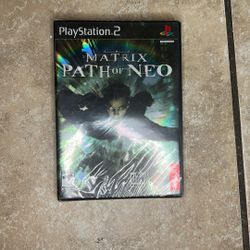 PlayStation 2
THE
MATRIX
PATH OF NEO